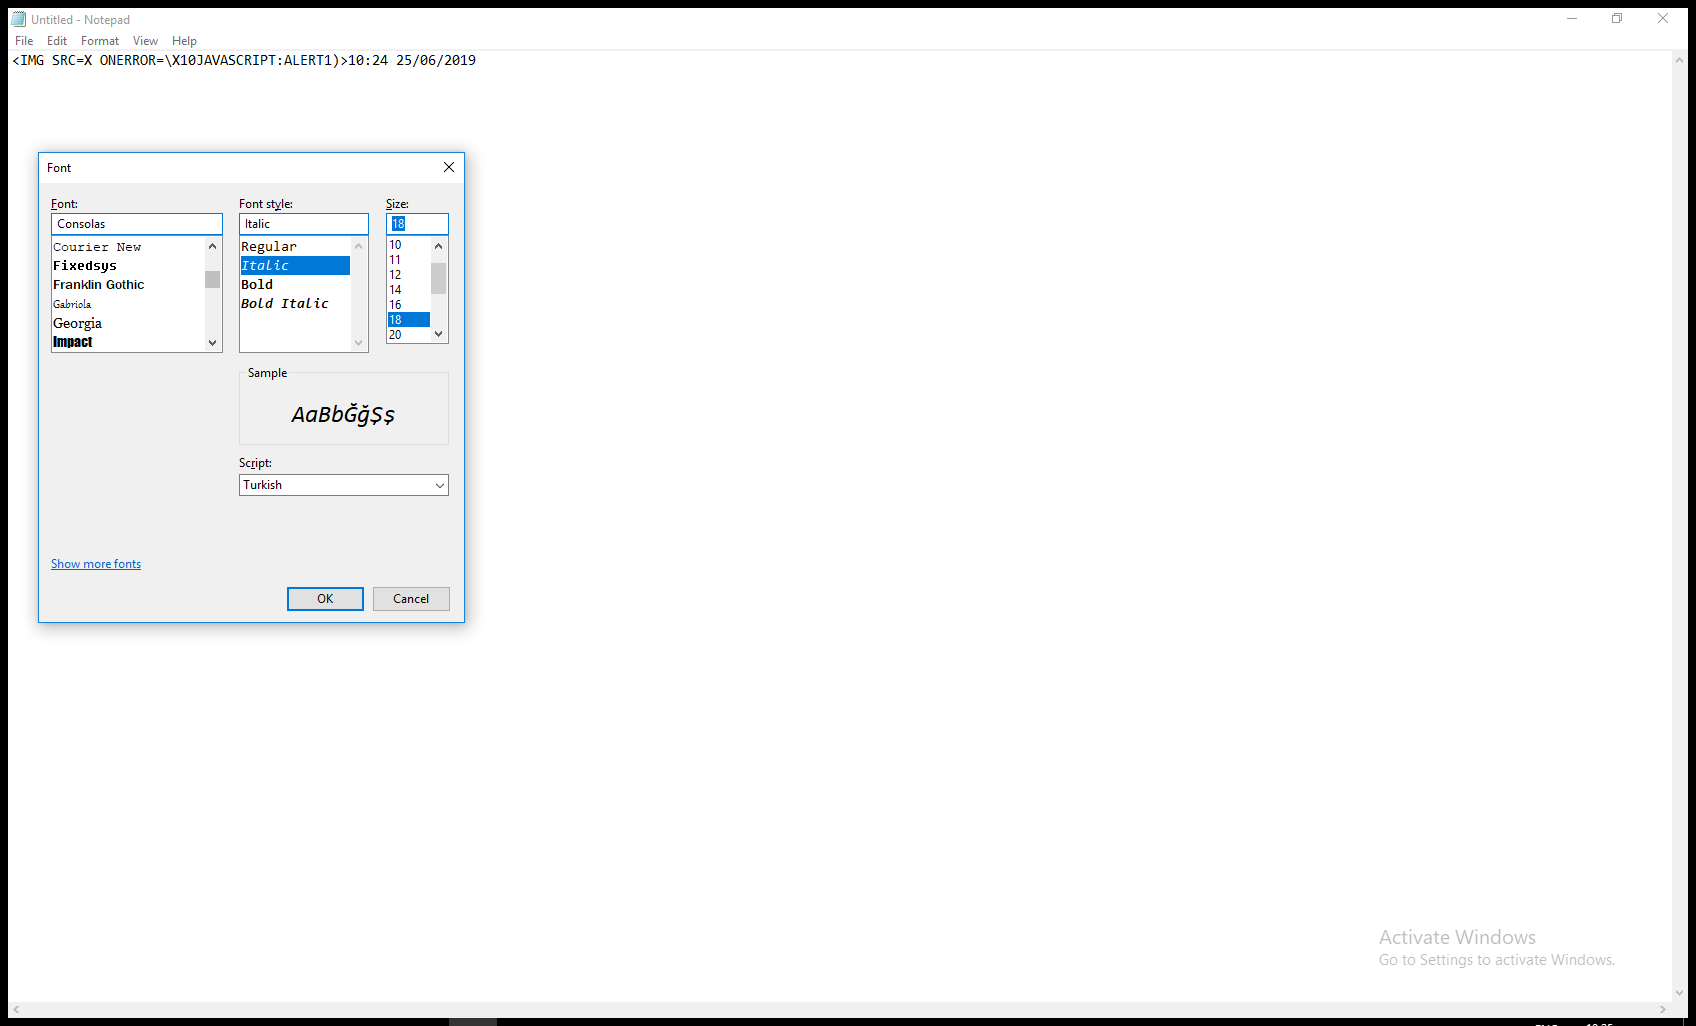 Untitled - Notepad
File Edit Format View Help
<IMG SRC=X ONERROR=\X10JAVASCRIPT:ALERT1)>10:24 25/06/2019
Font
Font: Font style: Size:
Consolas Italic 18
Courier New
Fixedsys
Franklin Gothic
Gabriola
Georgia
Impact
Regular
Italic
Bold
Bold Italic
10
11
12
14
16
18
20
Sample
AaBbĞğŞş
Script:
Turkish
Show more fonts
OK Cancel
Activate Windows
Go to Settings to activate Windows.